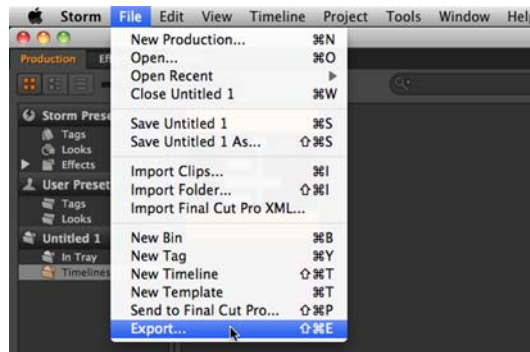 Storm File Edit View Timeline Project Tools Window
Production
New Production... ⌘N
Open... ⌘O
Open Recent ▶
Close Untitled 1 ⌘W
Save Untitled 1 ⌘S
Save Untitled 1 As... ⇧⌘S
Import Clips... ⌘I
Import Folder... ⇧⌘I
Import Final Cut Pro XML...
New Bin ⌘B
New Tag ⌘Y
New Timeline ⇧⌘T
New Template ⌘T
Send to Final Cut Pro... ⇧⌘P
Export... ⇧⌘E
Storm Prese
Tags
Looks
Effects
User Preset
Tags
Looks
Untitled 1
In Tray
Timelines